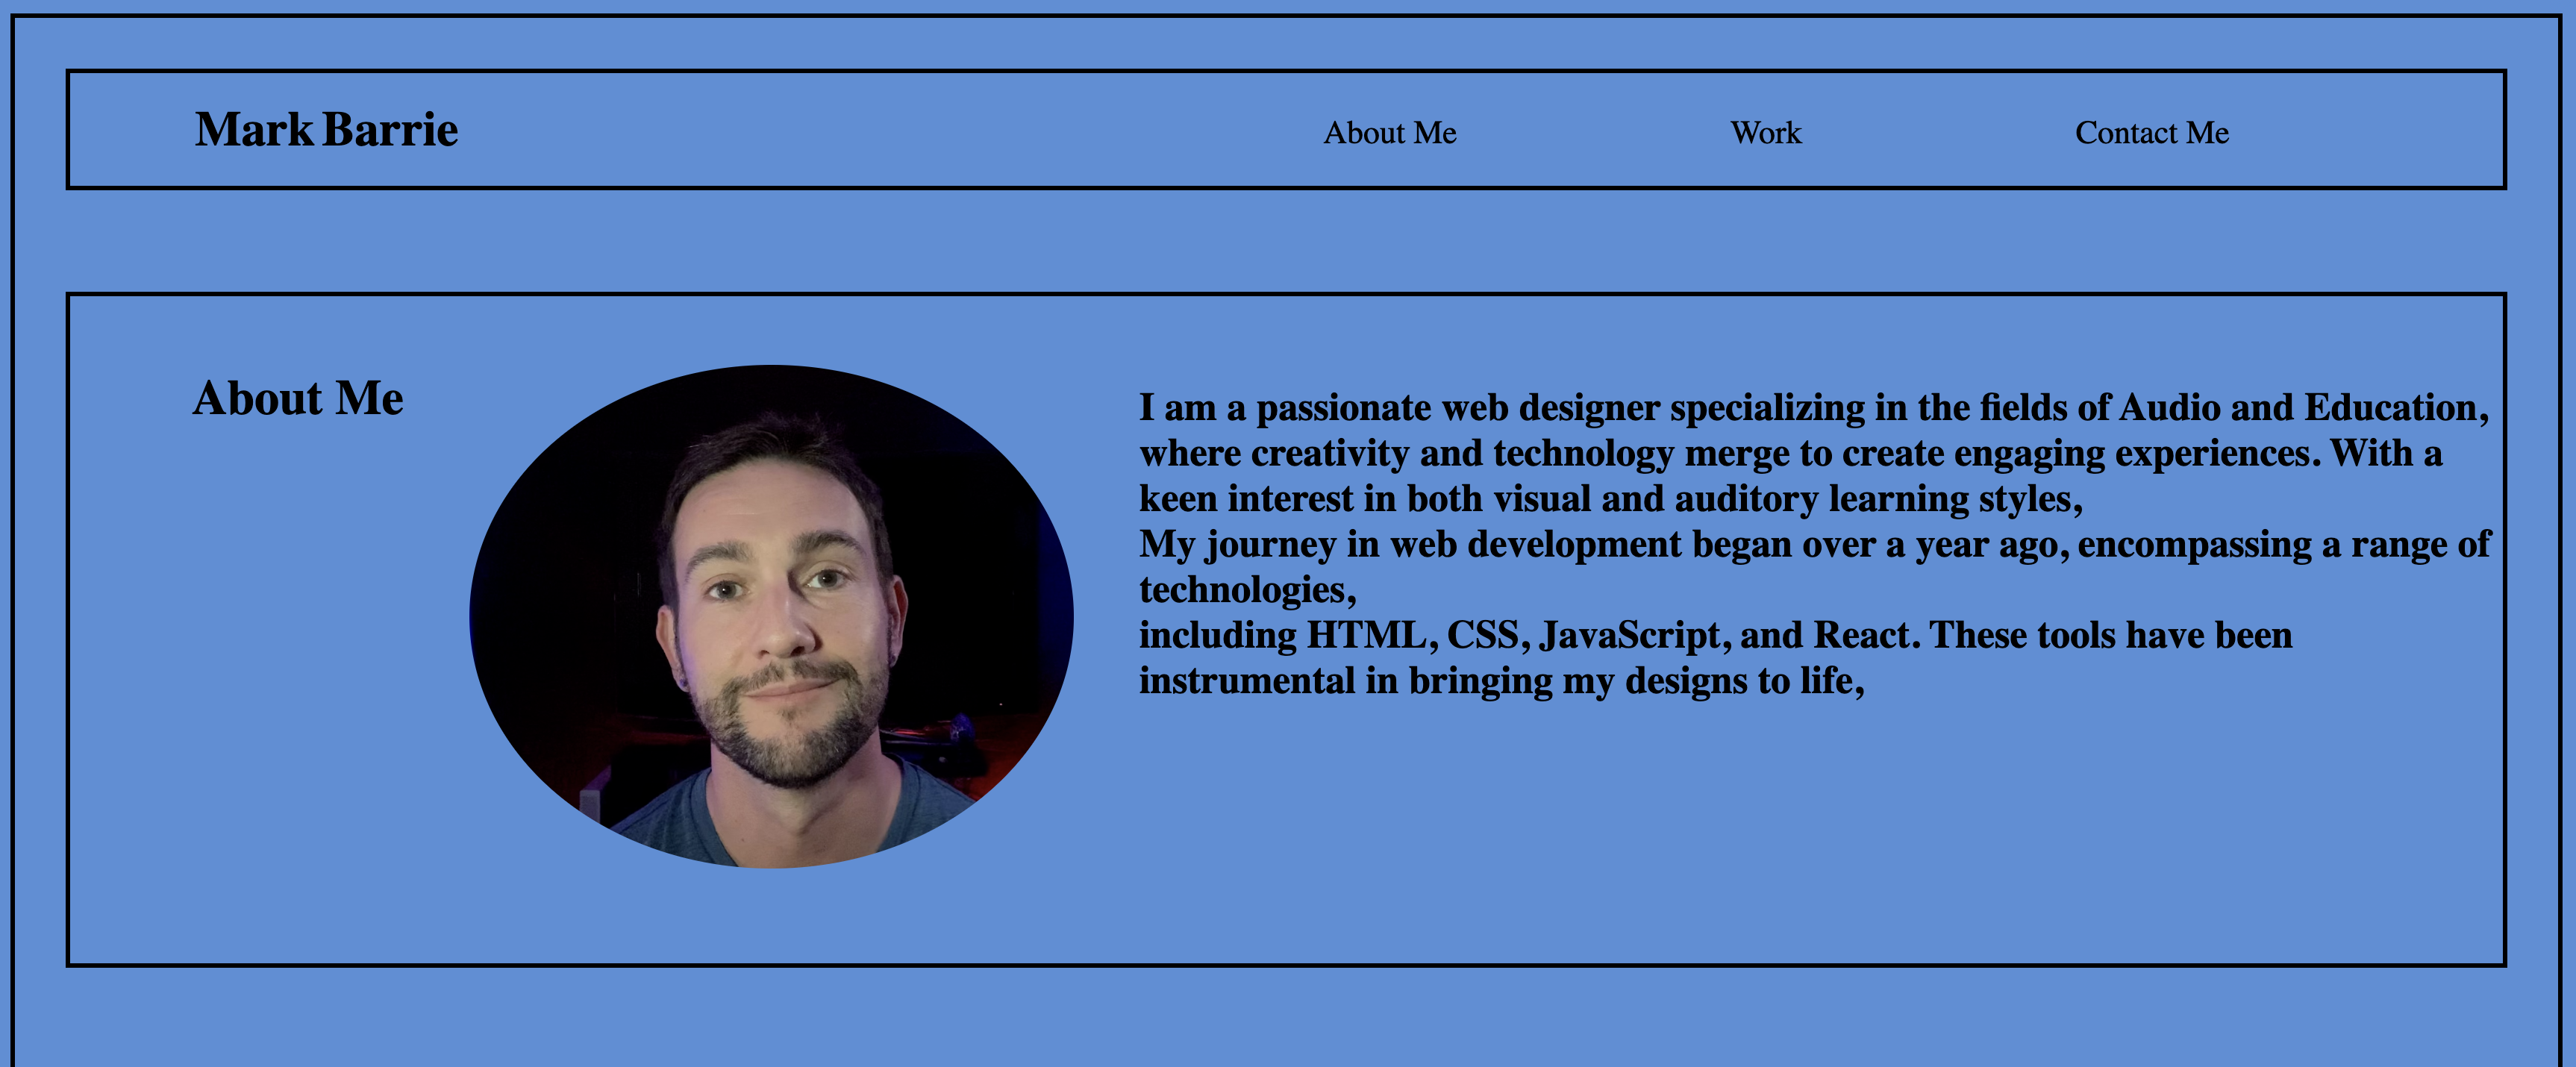 Mark Barrie
About Me
Work
Contact Me
About Me
I am a passionate web designer specializing in the fields of Audio and Education,
where creativity and technology merge to create engaging experiences. With a
keen interest in both visual and auditory learning styles,
My journey in web development began over a year ago, encompassing a range of
technologies,
including HTML, CSS, JavaScript, and React. These tools have been
instrumental in bringing my designs to life,